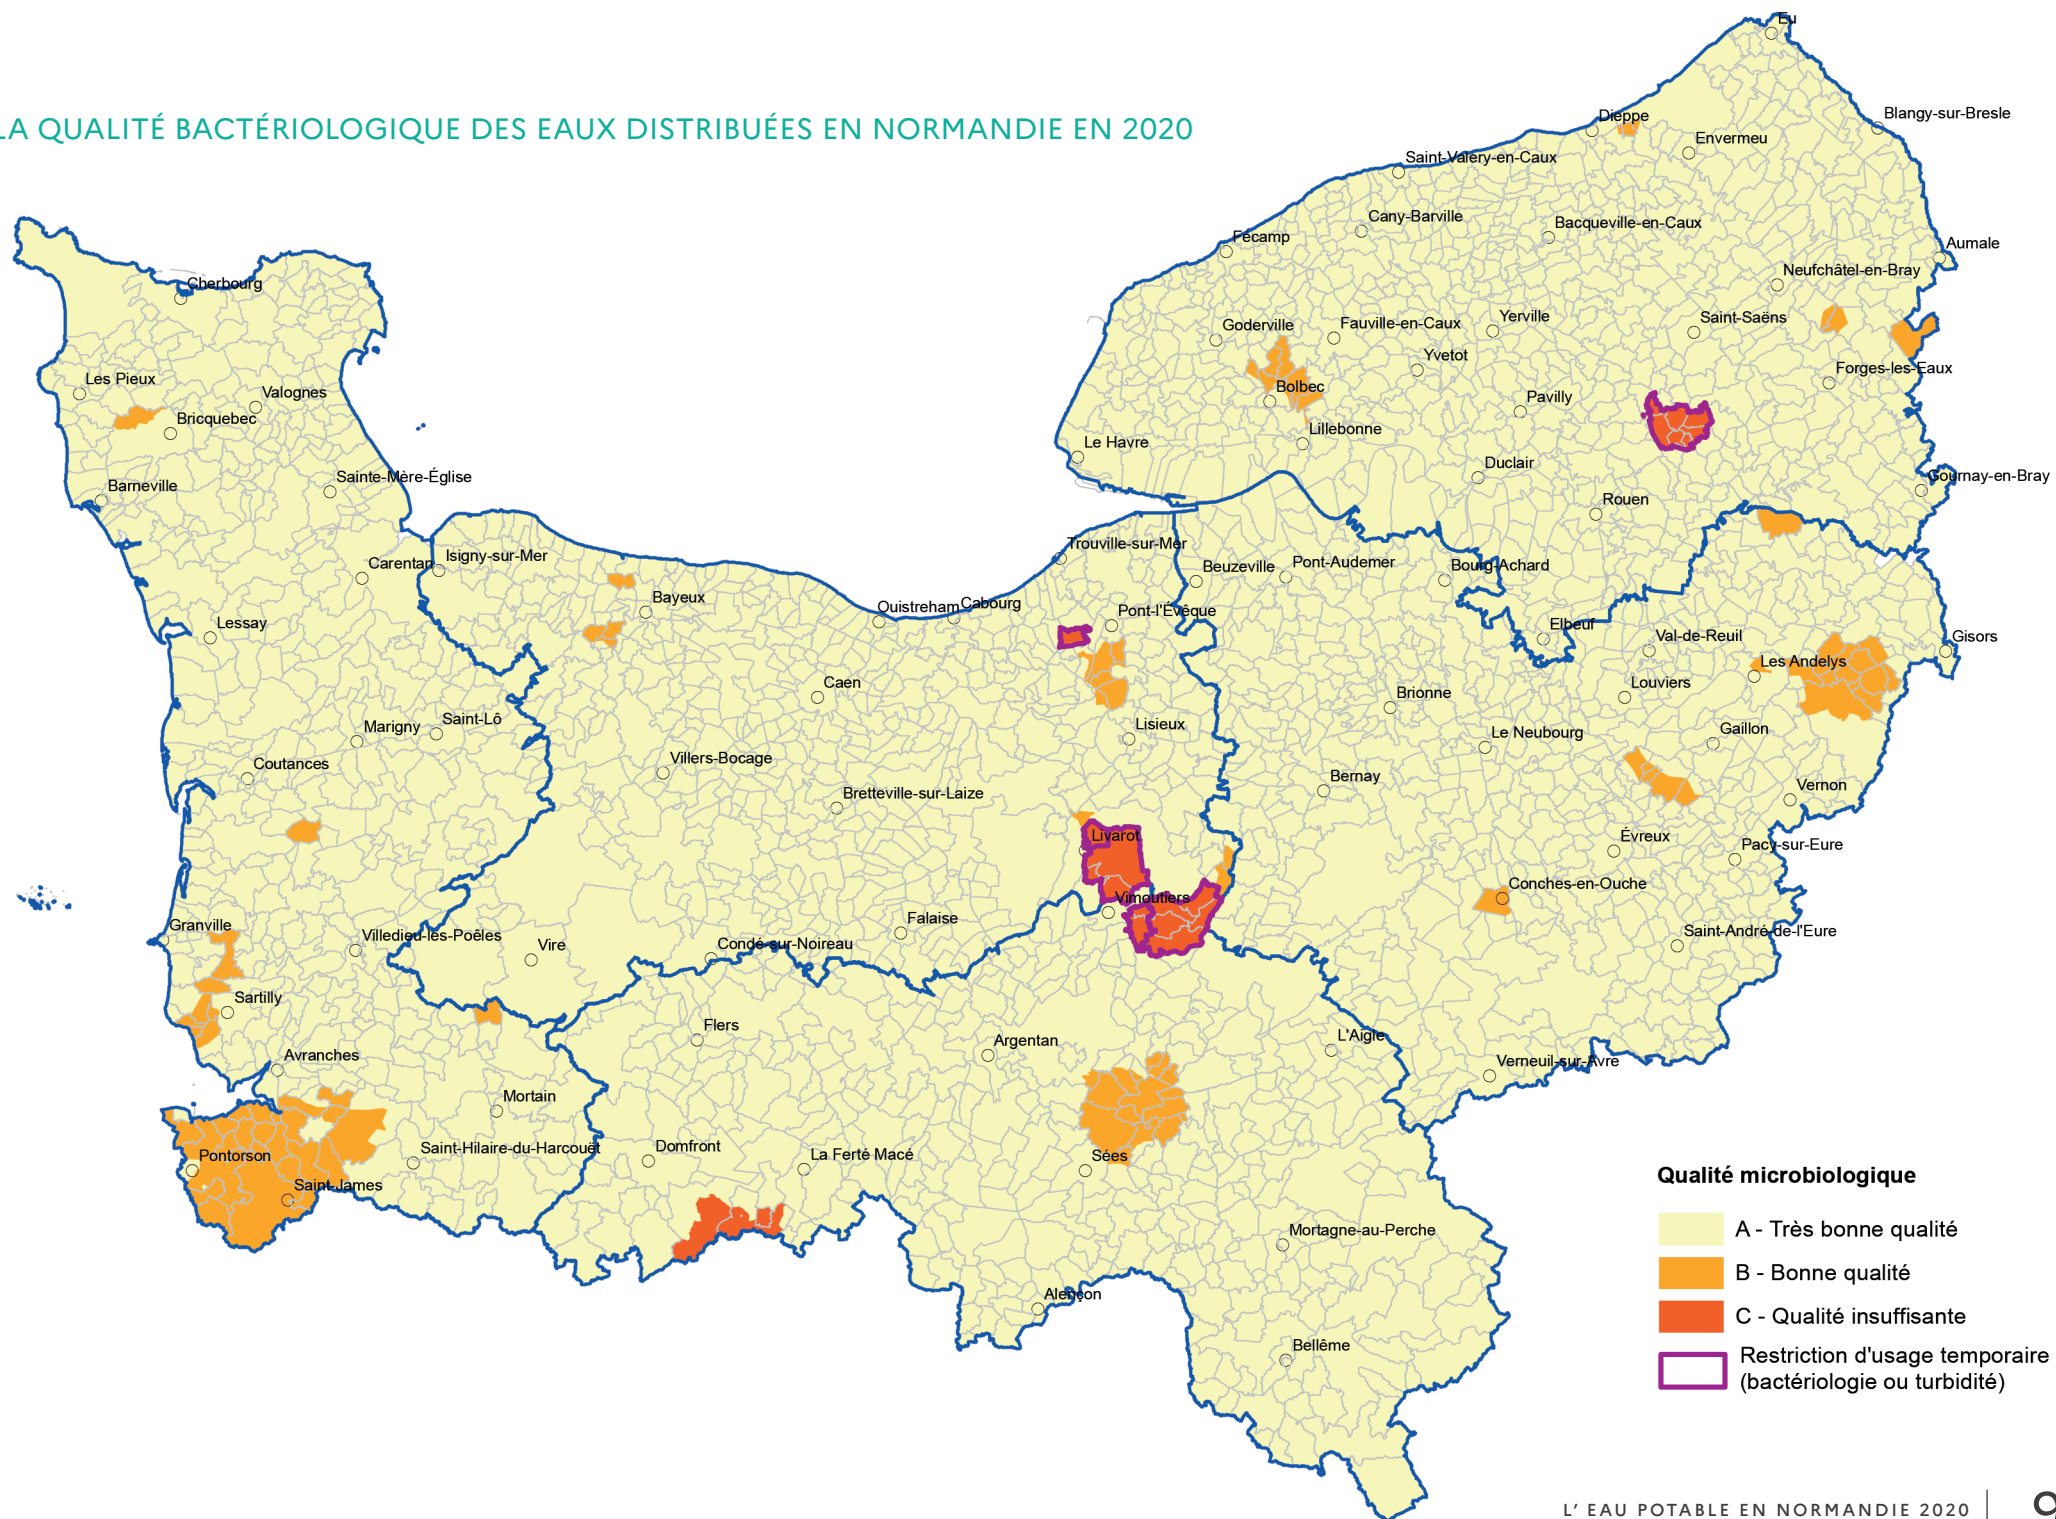 LA QUALITÉ BACTÉRIOLOGIQUE DES EAUX DISTRIBUÉES EN NORMANDIE EN 2020
Eu
Blangy-sur-Bresle
Dieppe
Envermeu
Saint-Valery-en-Caux
Cany-Barville
Bacqueville-en-Caux
Fécamp
Aumale
Neufchâtel-en-Bray
Cherbourg
Goderville
Fauville-en-Caux
Yerville
Saint-Saëns
Yvetot
Forges-les-Eaux
Les Pieux
Valognes
Bolbec
Pavilly
Bricquebec
Lillebonne
Le Havre
Duclair
Gournay-en-Bray
Barneville
Sainte-Mère-Église
Rouen
Trouville-sur-Mer
Carentan
Isigny-sur-Mer
Beuzeville
Pont-Audemer
Bourg-Achard
Bayeux
Ouistreham
Cabourg
Pont-l'Évêque
Lessay
Elbeuf
Val-de-Reuil
Gisors
Les Andelys
Caen
Louviers
Brionne
Marigny
Saint-Lô
Lisieux
Le Neubourg
Gaillon
Coutances
Villers-Bocage
Bernay
Vernon
Bretteville-sur-Laize
Livarot
Évreux
Pacy-sur-Eure
Conches-en-Ouche
Vimoutiers
Granville
Falaise
Saint-André-de-l'Eure
Villedieu-les-Poêles
Vire
Condé-sur-Noireau
Sartilly
Flers
Argentan
L'Aigle
Avranches
Verneuil-sur-Avre
Mortain
Saint-Hilaire-du-Harcouët
Domfront
La Ferté Macé
Sées
Pontorson
Saint-James
Mortagne-au-Perche
Alençon
Bellême
Qualité microbiologique
A - Très bonne qualité
B - Bonne qualité
C - Qualité insuffisante
Restriction d'usage temporaire
(bactériologie ou turbidité)
L' EAU POTABLE EN NORMANDIE 2020